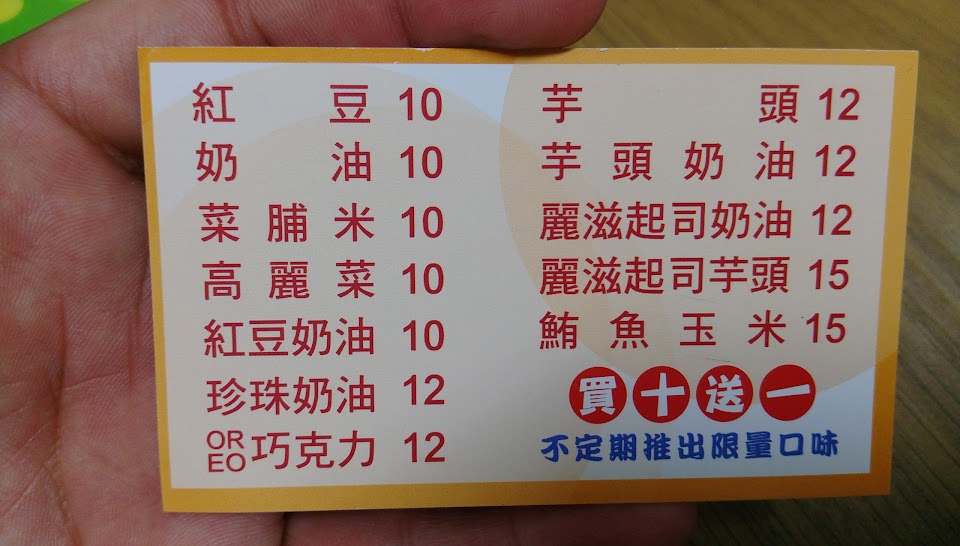 紅豆 10
奶油 10
菜脯米 10
高麗菜 10
紅豆奶油 10
珍珠奶油 12
OREO巧克力 12
芋頭 12
芋頭奶油 12
麗滋起司奶油 12
麗滋起司芋頭 15
鮪魚玉米 15
買十送一
不定期推出限量口味